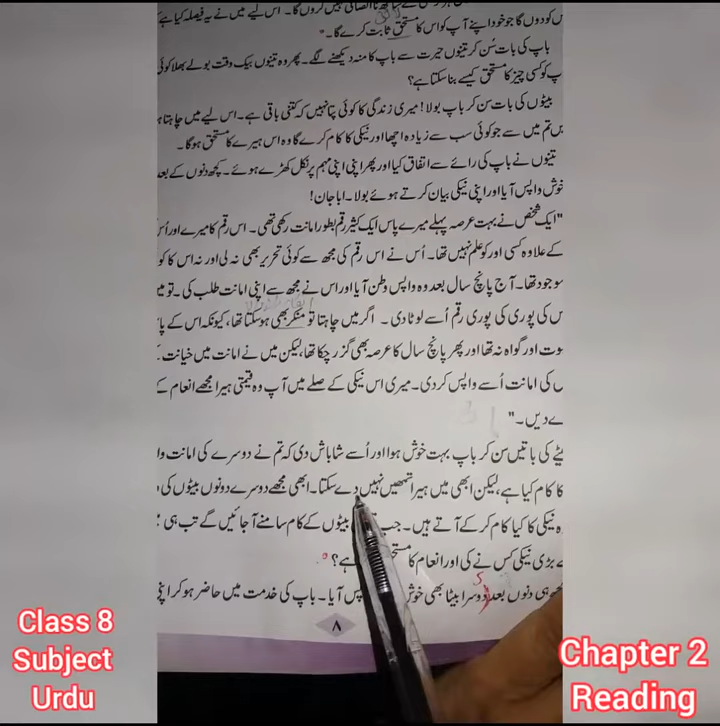 س کو دوں گا جو خود اپنے آپ کو اس کا مستحق ثابت کرے گا۔"
باپ کی بات سُن کر تینوں حیرت سے باپ کا منہ دیکھنے لگے۔ پھر وہ تینوں بیک وقت بولے بھلا کوئی
پ کو کسی چیز کا مستحق کیسے بنا سکتا ہے؟
بیٹوں کی بات سن کر باپ بولا! میری زندگی کا کوئی پتا نہیں کہ کتنی باقی ہے۔ اس لیے میں چاہتا ہو
ں تم میں سے جو کوئی سب سے زیادہ اچھا اور نیکی کا کام کرے گا وہ اس ہیرے کا مستحق ہوگا۔
تینوں نے باپ کی رائے سے اتفاق کیا اور پھر اپنی اپنی مہم پر نکل کھڑے ہوئے۔ کچھ دنوں کے بعد
خوش واپس آیا اور اپنی نیکی بیان کرتے ہوئے بولا۔ ابا جان!
"ایک شخص نے بہت عرصہ پہلے میرے پاس ایک کثیر رقم بطور امانت رکھی تھی۔ اس رقم کا میرے اور اُس
کے علاوہ کسی اور کو علم نہیں تھا۔ اُس نے اس رقم کی مجھ سے کوئی تحریر بھی نہ لی اور نہ اس کا کو
موجود تھا۔ آج پانچ سال بعد وہ واپس وطن آیا اور اس نے مجھ سے اپنی امانت طلب کی۔ تو میں
س کی پوری کی پوری رقم اُسے لوٹا دی۔ اگر میں چاہتا تو منکر بھی ہو سکتا تھا، کیونکہ اس کے پا
وت اور گواہ نہ تھا اور پھر پانچ سال کا عرصہ بھی گزر چکا تھا، لیکن میں نے امانت میں خیانت
س کی امانت اُسے واپس کر دی۔ میری اس نیکی کے صلے میں آپ وہ قیمتی ہیرا مجھے انعام کے
ے دیں۔"
یٹے کی باتیں سن کر باپ بہت خوش ہوا اور اُسے شاباش دی کہ تم نے دوسرے کی امانت وا
کا کام کیا ہے، لیکن ابھی میں ہیرا تمھیں نہیں دے سکتا۔ ابھی مجھے دوسرے دونوں بیٹوں کی
ہ نیکی کا کیا کام کر کے آتے ہیں۔ جب بیٹوں کے کام سامنے آ جائیں گے تب ہی
ے بڑی نیکی کس نے کی اور انعام کا مستحق ہے؟"
ھ ہی دنوں بعد دوسرا بیٹا بھی خوش پس آیا۔ باپ کی خدمت میں حاضر ہو کر اپنی
۸
Class 8
Subject
Urdu
Chapter 2
Reading